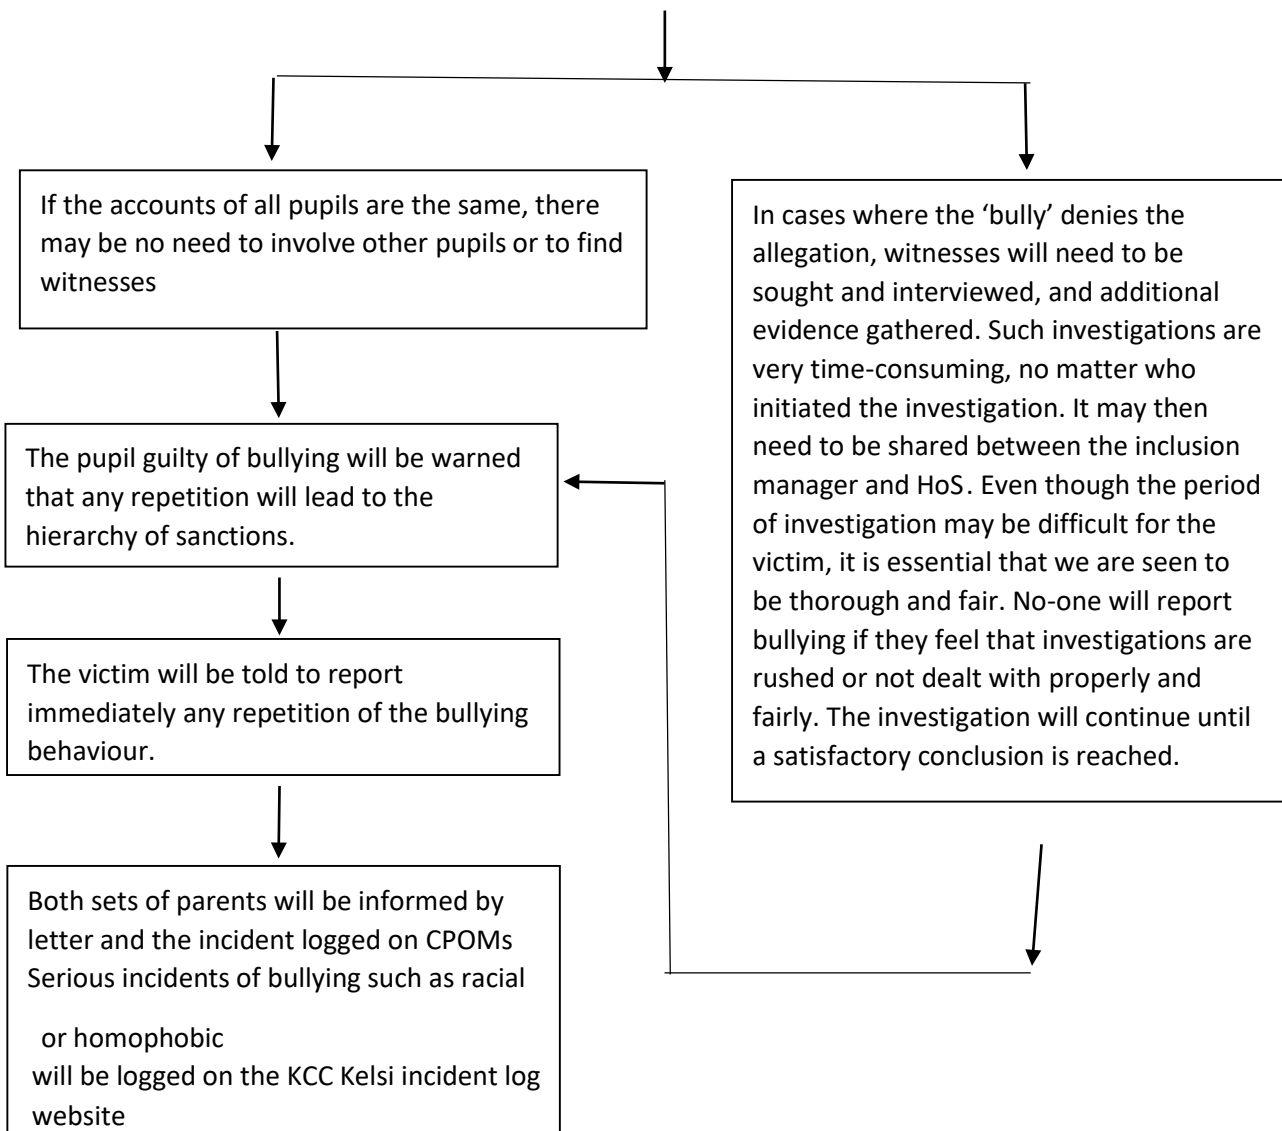 If the accounts of all pupils are the same, there
may be no need to involve other pupils or to find
witnesses
The pupil guilty of bullying will be warned
that any repetition will lead to the
hierarchy of sanctions.
The victim will be told to report
immediately any repetition of the bullying
behaviour.
Both sets of parents will be informed by
letter and the incident logged on CPOMs
Serious incidents of bullying such as racial
or homophobic
will be logged on the KCC Kelsi incident log
website
In cases where the ‘bully’ denies the
allegation, witnesses will need to be
sought and interviewed, and additional
evidence gathered. Such investigations are
very time-consuming, no matter who
initiated the investigation. It may then
need to be shared between the inclusion
manager and HoS. Even though the period
of investigation may be difficult for the
victim, it is essential that we are seen to
be thorough and fair. No-one will report
bullying if they feel that investigations are
rushed or not dealt with properly and
fairly. The investigation will continue until
a satisfactory conclusion is reached.